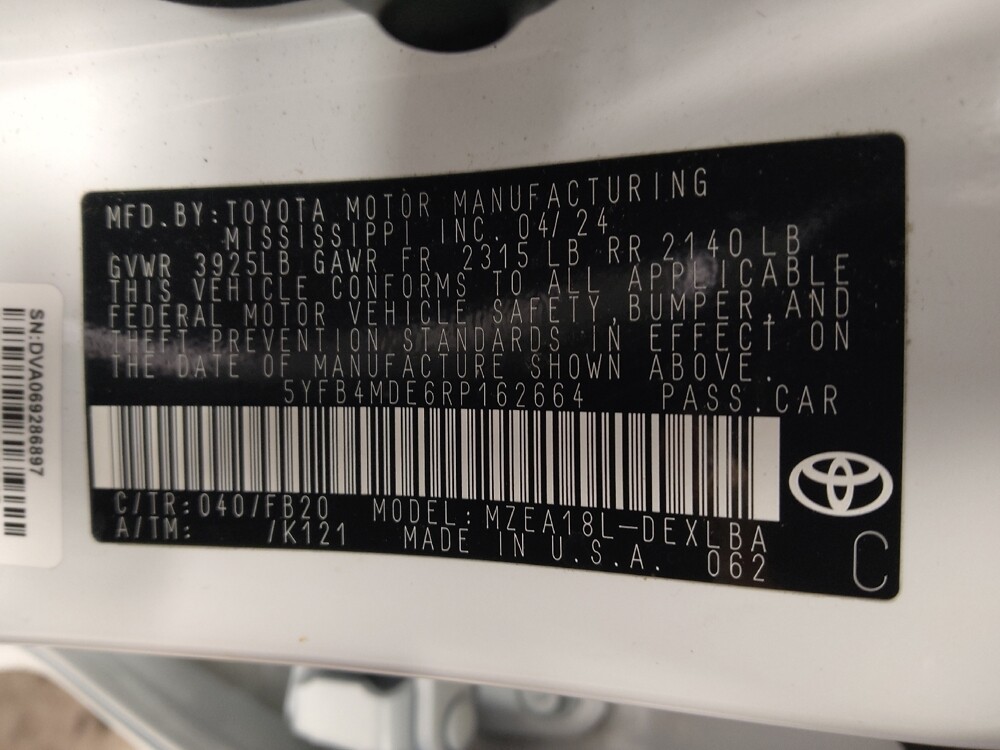 MFD.BY:TOYOTA MOTOR MANUFACTURING
MISSISSIPPI INC. 04/24
GVWR 3925LB GAWR FR 2315 LB RR 2140 LB
THIS VEHICLE CONFORMS TO ALL APPLICABLE
FEDERAL MOTOR VEHICLE SAFETY,BUMPER,AND
THEFT PREVENTION STANDARDS IN EFFECT ON
THE DATE OF MANUFACTURE SHOWN ABOVE.
5YFB4MDE6RP162664 PASS.CAR
C/TR:040/FB20 MODEL:MZEA18L-DEXLBA
A/TM: /K121 MADE IN U.S.A. 062
C
SN:DVA069286897